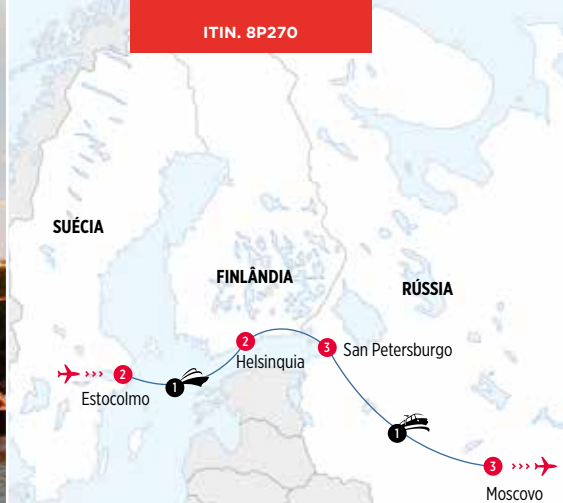 ITIN. 8P270
SUÉCIA
FINLÂNDIA
RÚSSIA
2
3
San Petersburgo
Helsinquia
2
1
Estocolmo
1
3
Moscovo